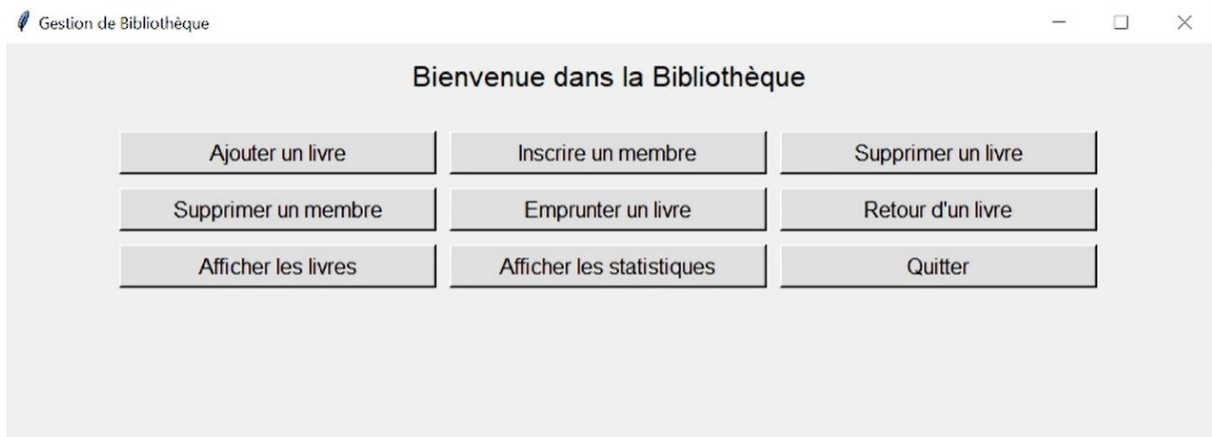 Gestion de Bibliothèque
Bienvenue dans la Bibliothèque
Ajouter un livre
Inscrire un membre
Supprimer un livre
Supprimer un membre
Emprunter un livre
Retour d'un livre
Afficher les livres
Afficher les statistiques
Quitter